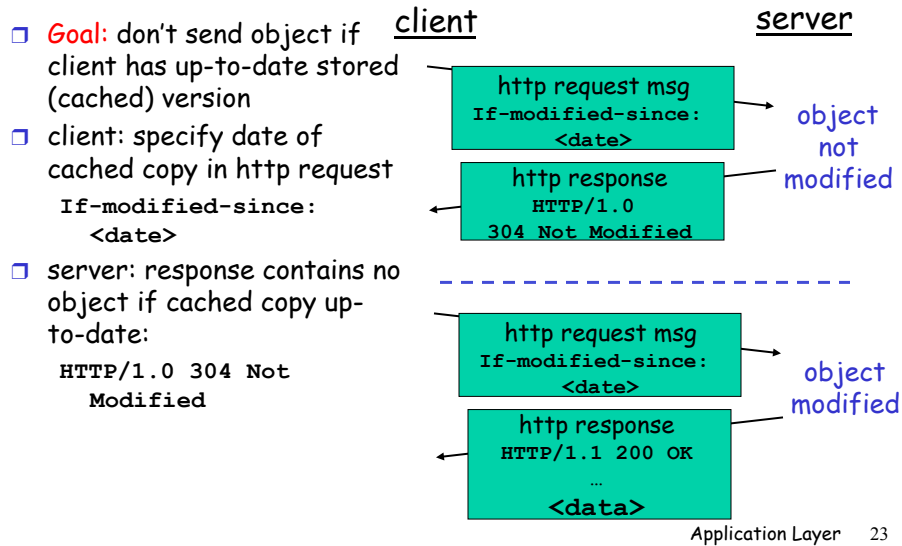 Goal: don't send object if
client has up-to-date stored
(cached) version
client: specify date of
cached copy in http request
If-modified-since:
<date>
server: response contains no
object if cached copy up-
to-date:
HTTP/1.0 304 Not
Modified
client
server
http request msg
If-modified-since:
<date>
object
not
modified
http response
HTTP/1.0
304 Not Modified
http request msg
If-modified-since:
<date>
object
modified
http response
HTTP/1.1 200 OK
…
<data>
Application Layer 23